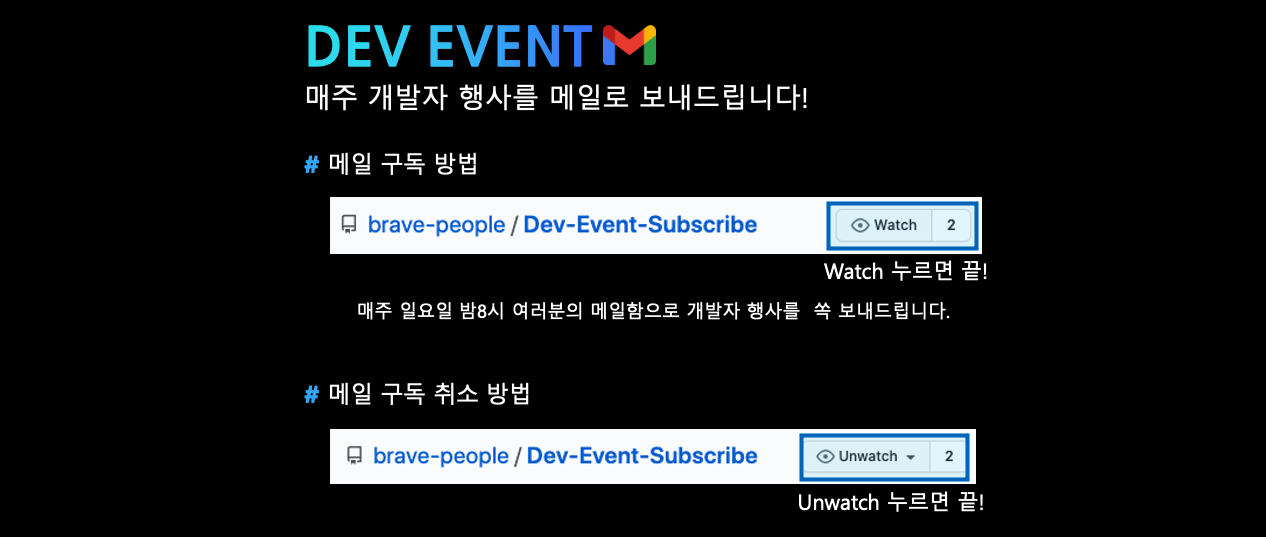 DEV EVENT
매주 개발자 행사를 메일로 보내드립니다!
# 메일 구독 방법
brave-people / Dev-Event-Subscribe Watch 2
Watch 누르면 끝!
매주 일요일 밤8시 여러분의 메일함으로 개발자 행사를 쏙 보내드립니다.
# 메일 구독 취소 방법
brave-people / Dev-Event-Subscribe Unwatch 2
Unwatch 누르면 끝!